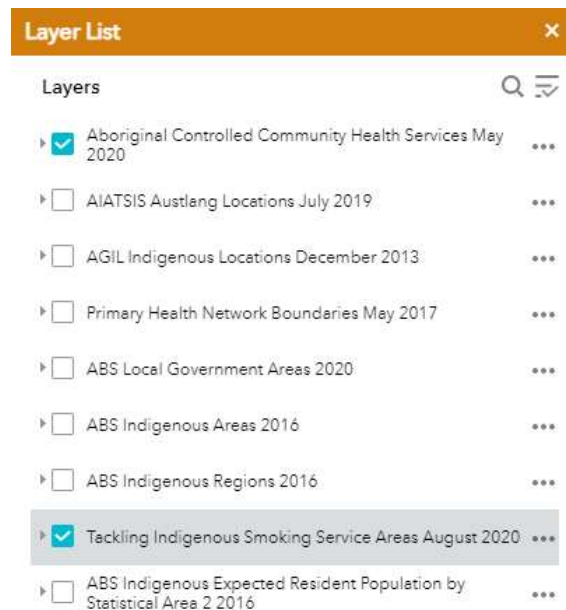 Layer List
Layers
Aboriginal Controlled Community Health Services May
2020
AIATSIS Austlang Locations July 2019
AGIL Indigenous Locations December 2013
Primary Health Network Boundaries May 2017
ABS Local Government Areas 2020
ABS Indigenous Areas 2016
ABS Indigenous Regions 2016
Tackling Indigenous Smoking Service Areas August 2020
ABS Indigenous Expected Resident Population by
Statistical Area 2 2016